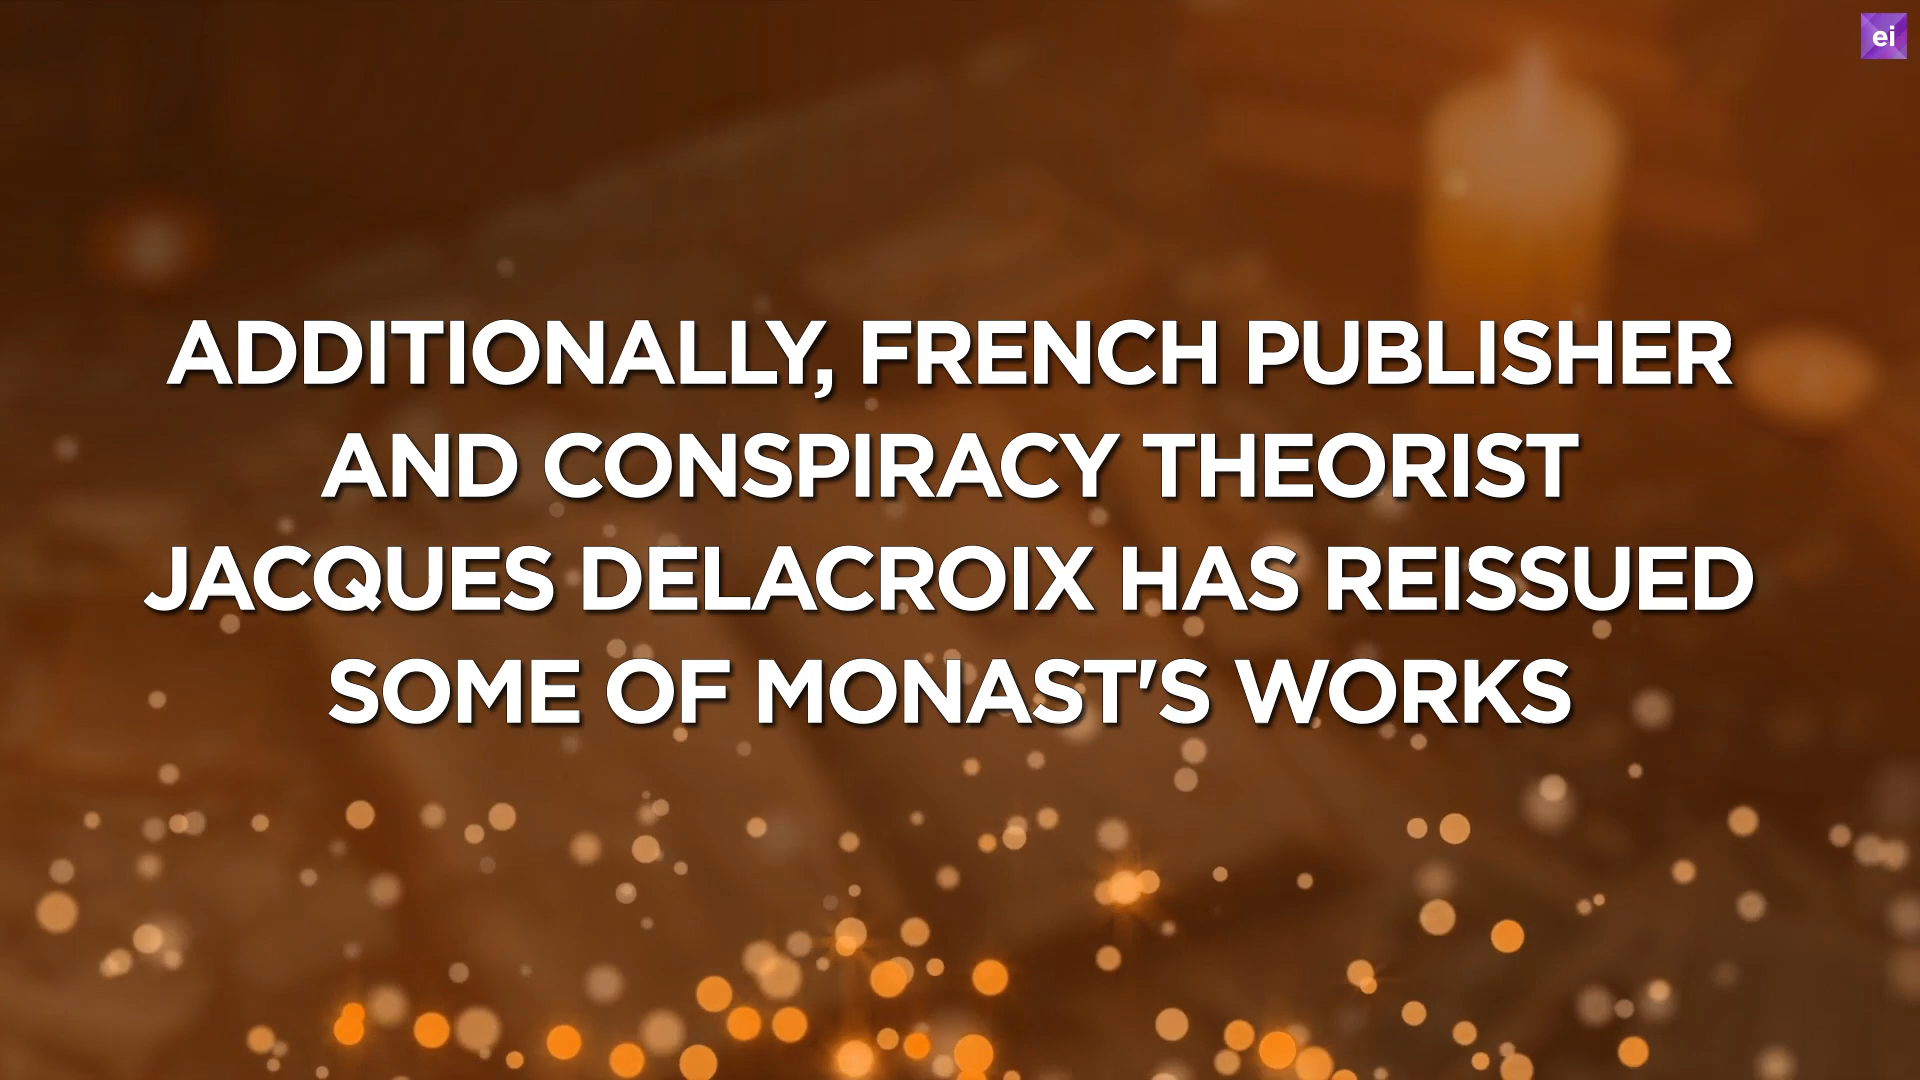 ei
ADDITIONALLY, FRENCH PUBLISHER
AND CONSPIRACY THEORIST
JACQUES DELACROIX HAS REISSUED
SOME OF MONAST'S WORKS